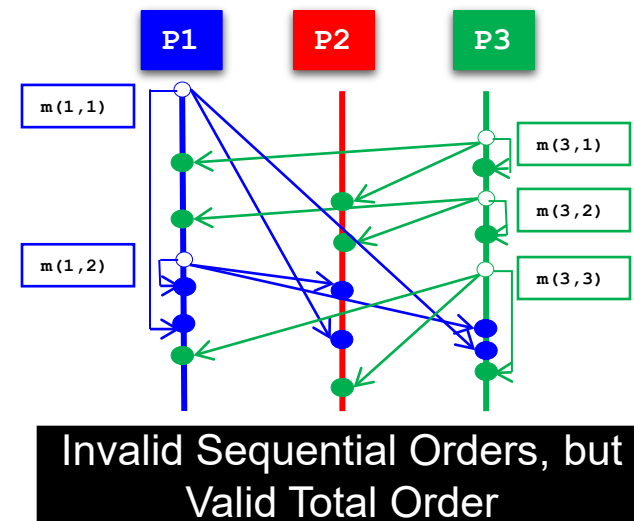 P1 P2 P3
m(1,1)
m(3,1)
m(3,2)
m(1,2)
m(3,3)
Invalid Sequential Orders, but
Valid Total Order